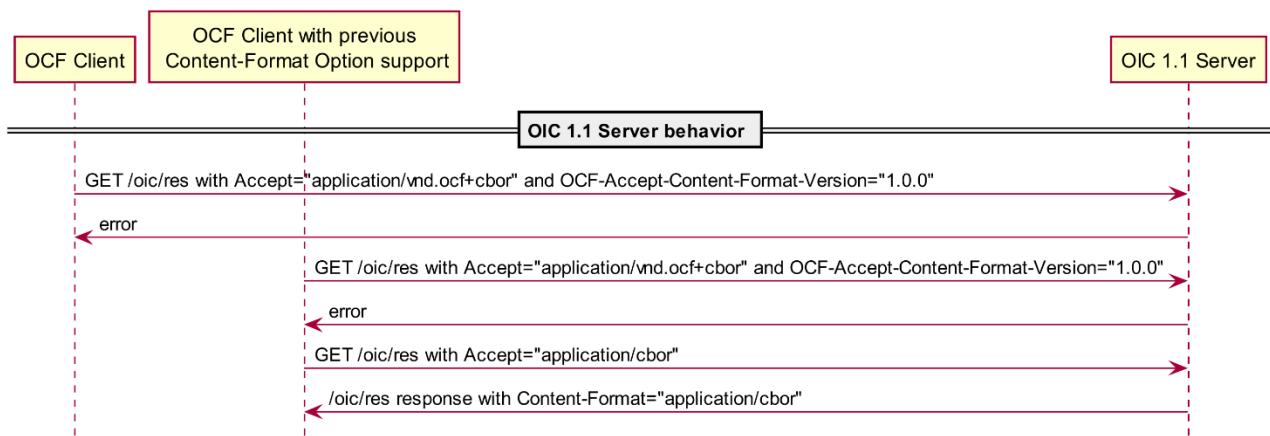 OCF Client
OCF Client with previous
Content-Format Option support
OIC 1.1 Server
OIC 1.1 Server behavior
GET /oic/res with Accept="application/vnd.ocf+cbor" and OCF-Accept-Content-Format-Version="1.0.0"
error
GET /oic/res with Accept="application/vnd.ocf+cbor" and OCF-Accept-Content-Format-Version="1.0.0"
error
GET /oic/res with Accept="application/cbor"
/oic/res response with Content-Format="application/cbor"